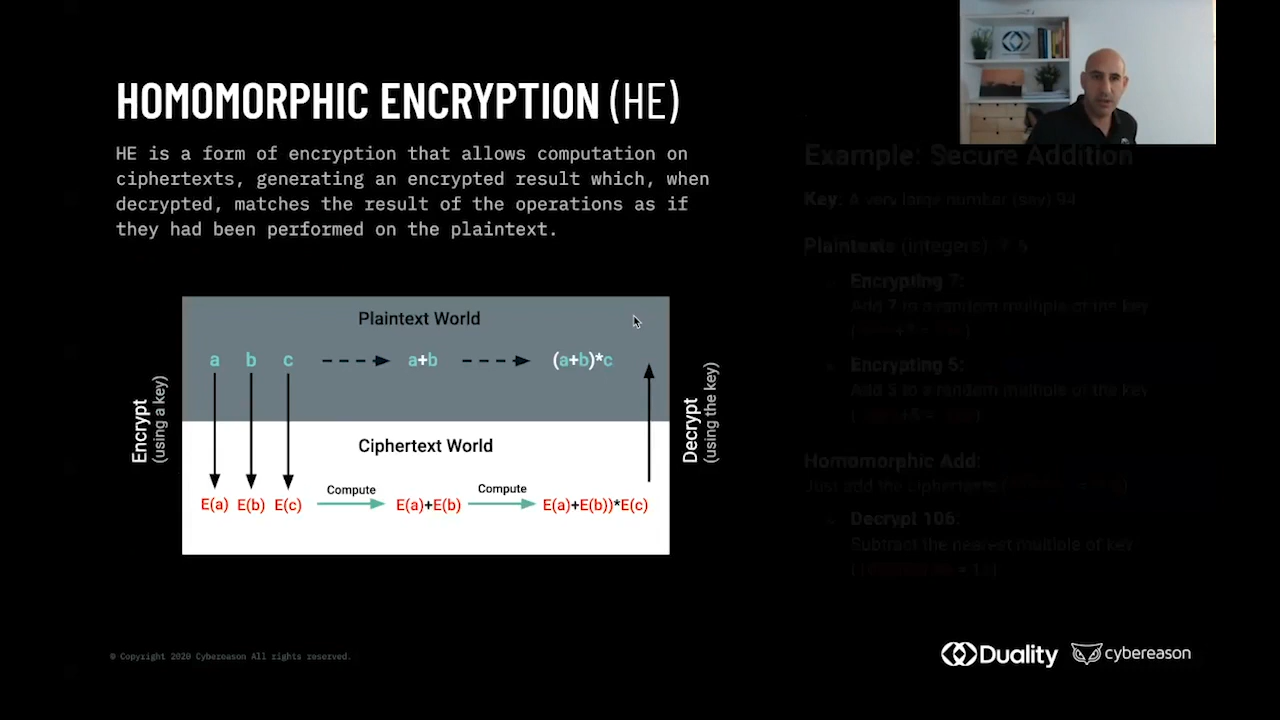 HOMOMORPHIC ENCRYPTION (HE)
HE is a form of encryption that allows computation on
ciphertexts, generating an encrypted result which, when
decrypted, matches the result of the operations as if
they had been performed on the plaintext.
Plaintext World
a b c a+b (a+b)*c
Encrypt
(using a key)
Decrypt
(using the key)
Ciphertext World
Compute Compute
E(a) E(b) E(c) E(a)+E(b) E(a)+E(b))*E(c)
Example: Secure Addition
Key: A very large number (say) 94
Plaintexts (integers):
Encrypting 7:
Add 7 to a random multiple of the key
Encrypting 5:
Add 5 to a random multiple of the key
Homomorphic Add:
Just add the ciphertexts
Decrypt 106:
Subtract the nearest multiple of key
© Copyright 2020 Cybereason All rights reserved.
Duality cybereason